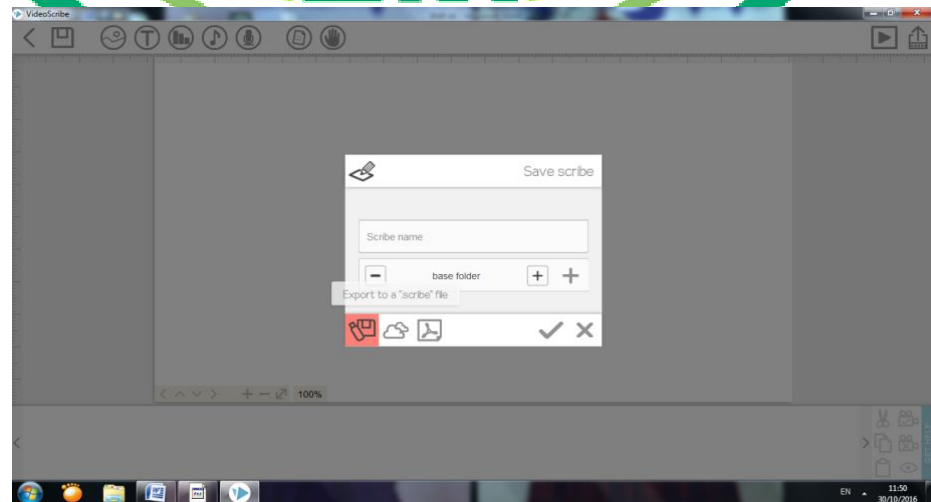 VideoScribe
Save scribe
Scribe name
base folder
Export to a "scribe" file
100%
EN
11:50
30/10/2016